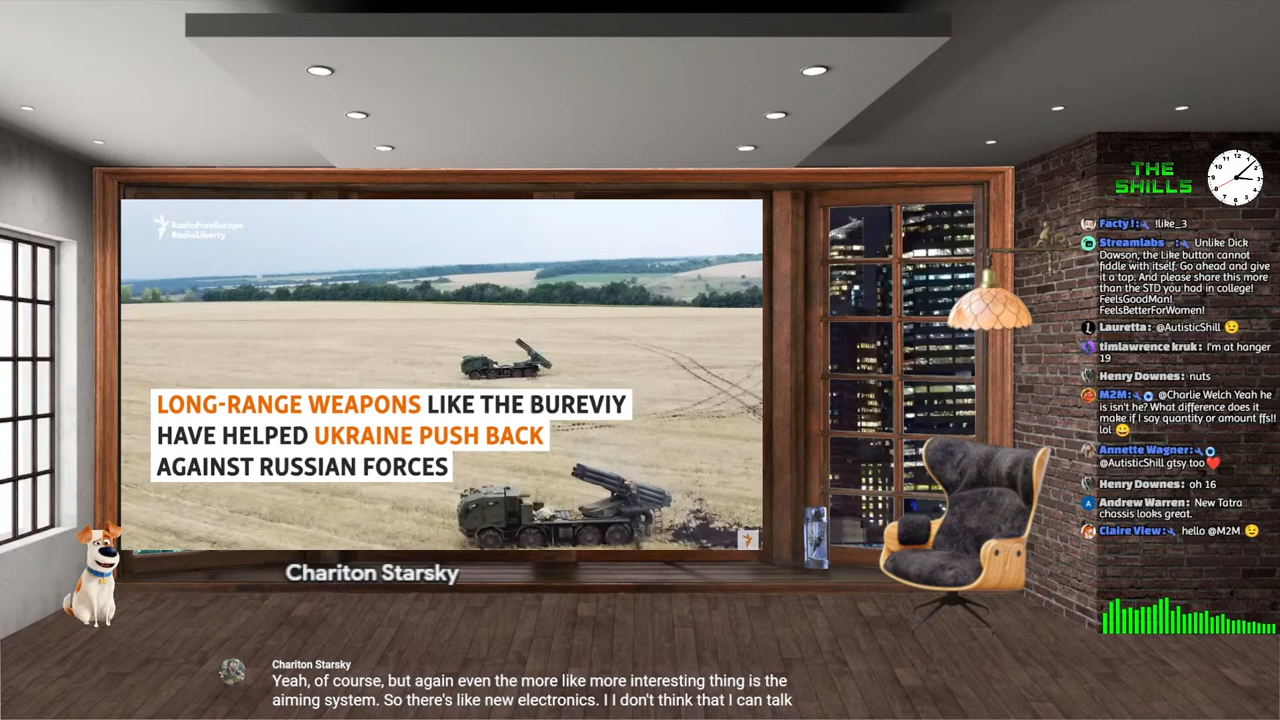 RadioFreeEurope
RadioLiberty
LONG-RANGE WEAPONS LIKE THE BUREVIY
HAVE HELPED UKRAINE PUSH BACK
AGAINST RUSSIAN FORCES
Chariton Starsky
Chariton Starsky
Yeah, of course, but again even the more like more interesting thing is the
aiming system. So there's like new electronics. I I don't think that I can talk
THE
SHILLS
Facty !: !like_3
Streamlabs : Unlike Dick
Dawson, the Like button cannot
fiddle with itself. Go ahead and give
it a tap. And please share this more
than the STD you had in college!
FeelsGoodMan!
FeelsBetterForWomen!
Lauretta: @AutisticShill 😉
timlawrence kruk: I'm at hanger
19
Henry Downes: nuts
M2M: @Charlie Welch Yeah he
is isn't he? What difference does it
make if I say quantity or amount ffs!!
lol 😀
Annette Wagner:
@AutisticShill gtsy too❤️
Henry Downes: oh 16
Andrew Warren: New Tatra
chassis looks great.
Claire View: hello @M2M 😉